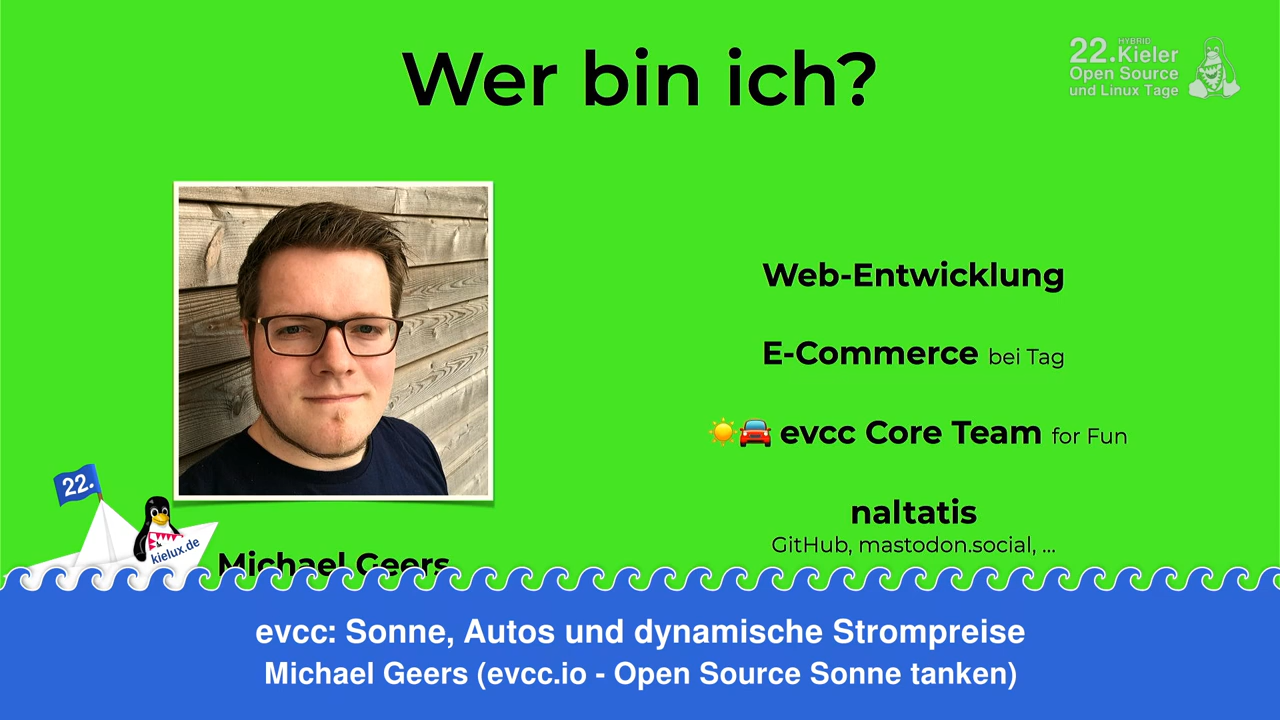 Wer bin ich?
HYBRID
22.Kieler
Open Source
und Linux Tage
Web-Entwicklung
E-Commerce bei Tag
☀️🚘 evcc Core Team for Fun
naltatis
GitHub, mastodon.social, ...
22.
kielux.de
Michael Geers
evcc: Sonne, Autos und dynamische Strompreise
Michael Geers (evcc.io - Open Source Sonne tanken)